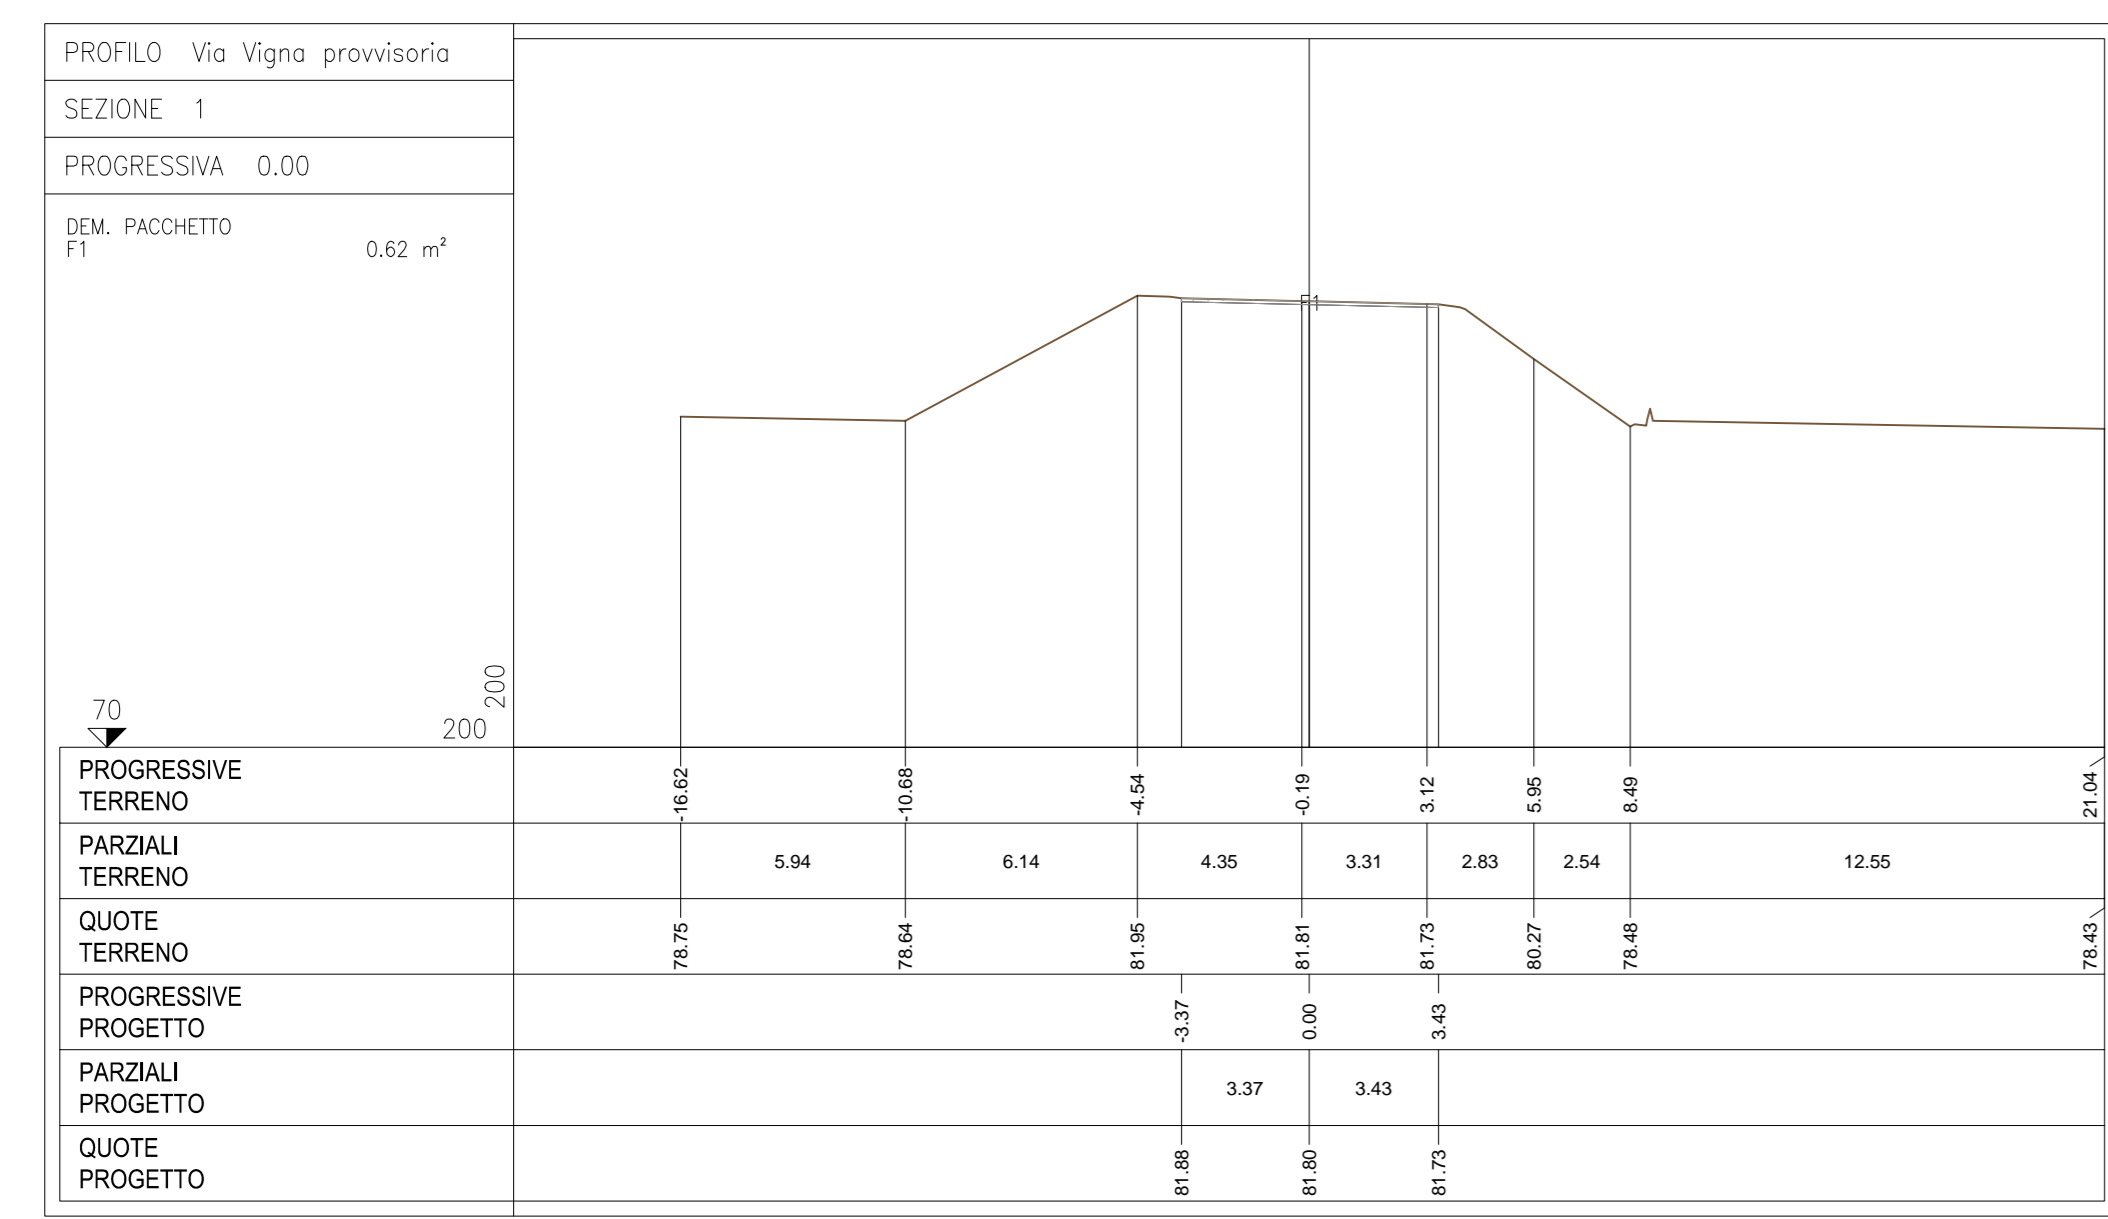 PROFILO Via Vigna provvisoria
SEZIONE 1
PROGRESSIVA 0.00
DEM. PACCHETTO
F1 0.62 m²
F1
200
70
200
PROGRESSIVE
TERRENO
-16.62 -10.68 -4.54 -0.19 3.12 5.95 8.49 21.04
PARZIALI
TERRENO
5.94 6.14 4.35 3.31 2.83 2.54 12.55
QUOTE
TERRENO
78.75 78.64 81.95 81.81 81.73 80.27 78.48 78.43
PROGRESSIVE
PROGETTO
-3.37 0.00 3.43
PARZIALI
PROGETTO
3.37 3.43
QUOTE
PROGETTO
81.88 81.80 81.73